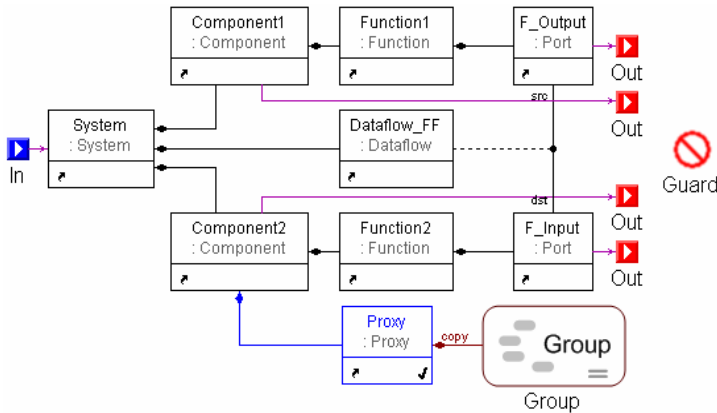 Component1
: Component
Function1
: Function
F_Output
: Port
Out
src
Out
System
: System
In
Dataflow_FF
: Dataflow
Guard
dst
Out
Component2
: Component
Function2
: Function
F_Input
: Port
Out
Proxy
: Proxy
copy
Group
Group